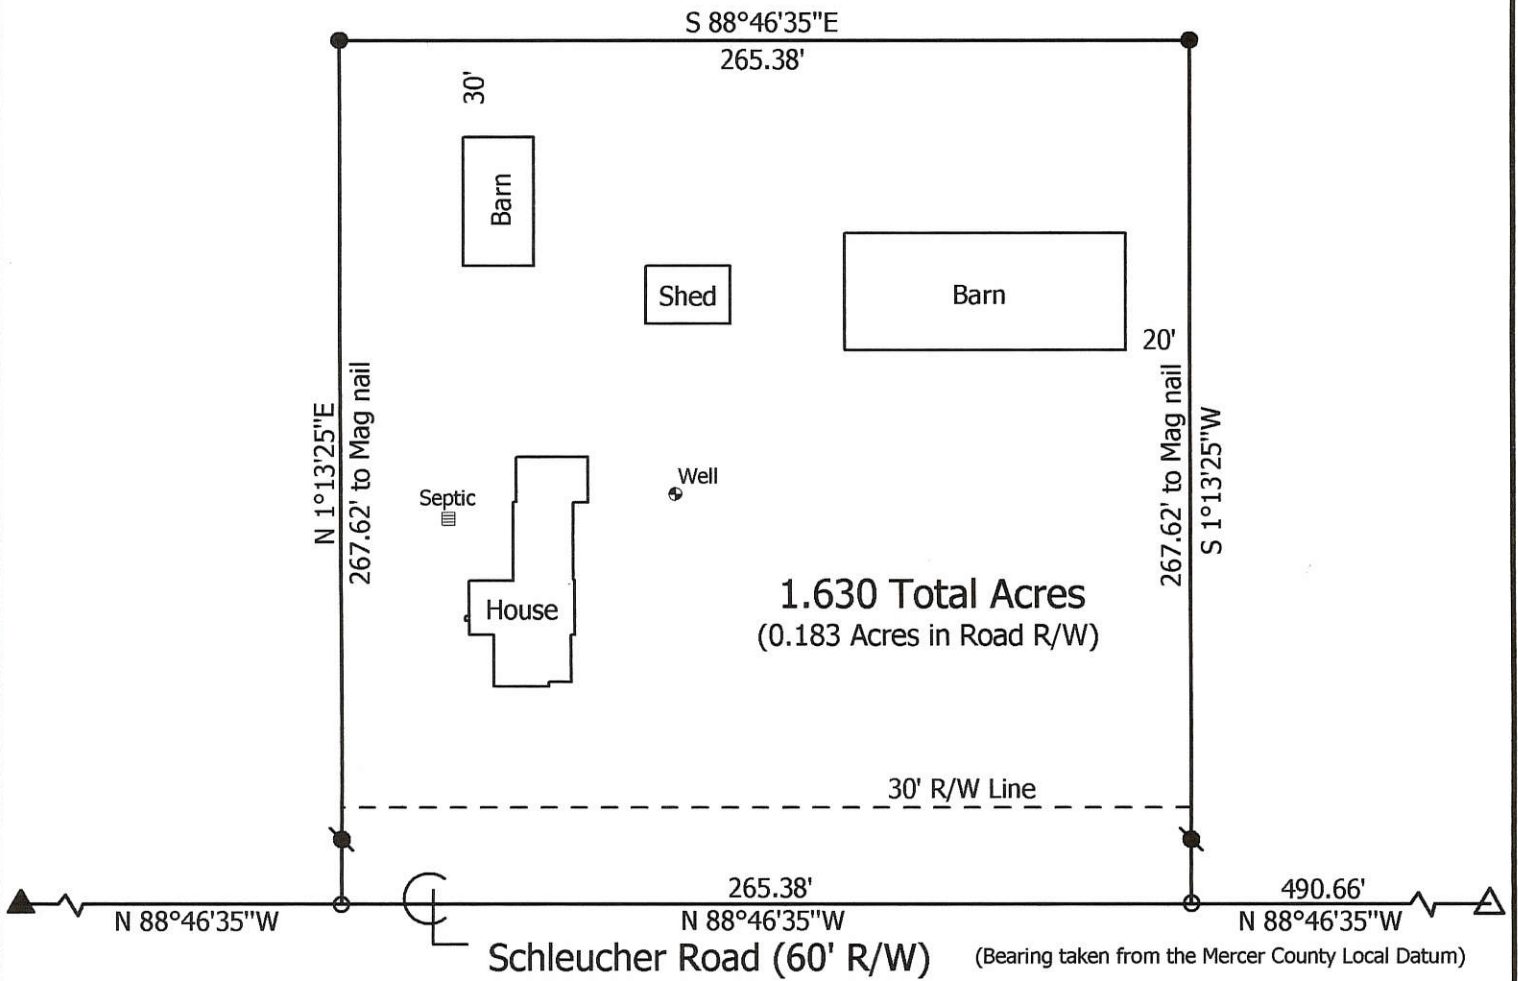 S 88°46'35"E
265.38'
30'
Barn
Shed
Barn
20'
N 1°13'25"E
267.62' to Mag nail
267.62' to Mag nail
S 1°13'25"W
Septic
Well
House
1.630 Total Acres
(0.183 Acres in Road R/W)
30' R/W Line
265.38'
490.66'
N 88°46'35"W
N 88°46'35"W
N 88°46'35"W
Schleucher Road (60' R/W)
(Bearing taken from the Mercer County Local Datum)